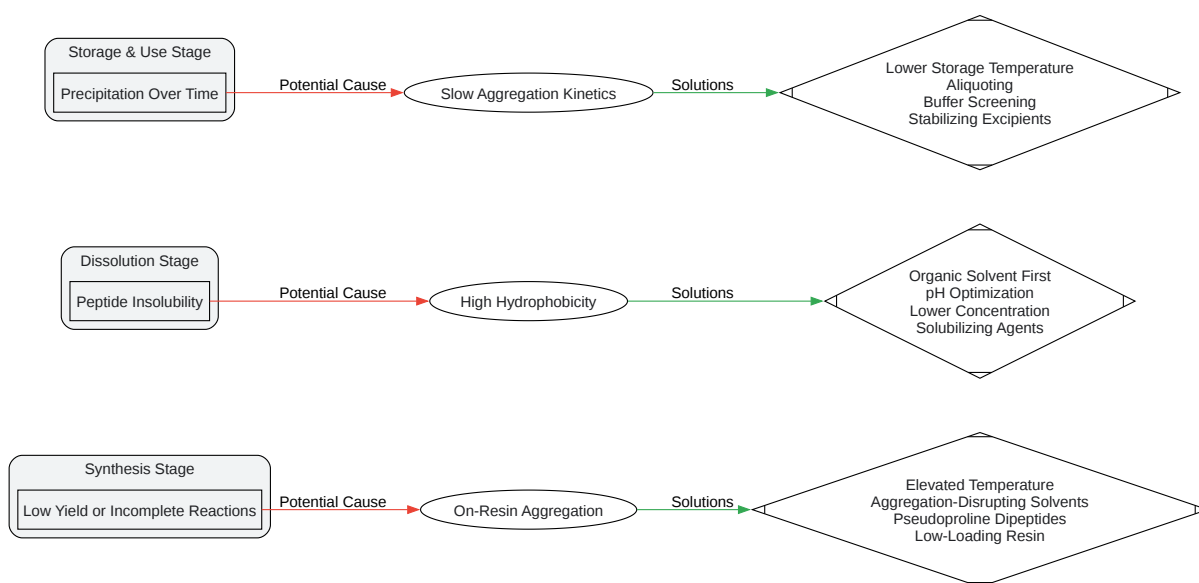 Storage & Use Stage
Precipitation Over Time
Potential Cause
Slow Aggregation Kinetics
Solutions
Lower Storage Temperature
Aliquoting
Buffer Screening
Stabilizing Excipients
Dissolution Stage
Peptide Insolubility
Potential Cause
High Hydrophobicity
Solutions
Organic Solvent First
pH Optimization
Lower Concentration
Solubilizing Agents
Synthesis Stage
Low Yield or Incomplete Reactions
Potential Cause
On-Resin Aggregation
Solutions
Elevated Temperature
Aggregation-Disrupting Solvents
Pseudoproline Dipeptides
Low-Loading Resin